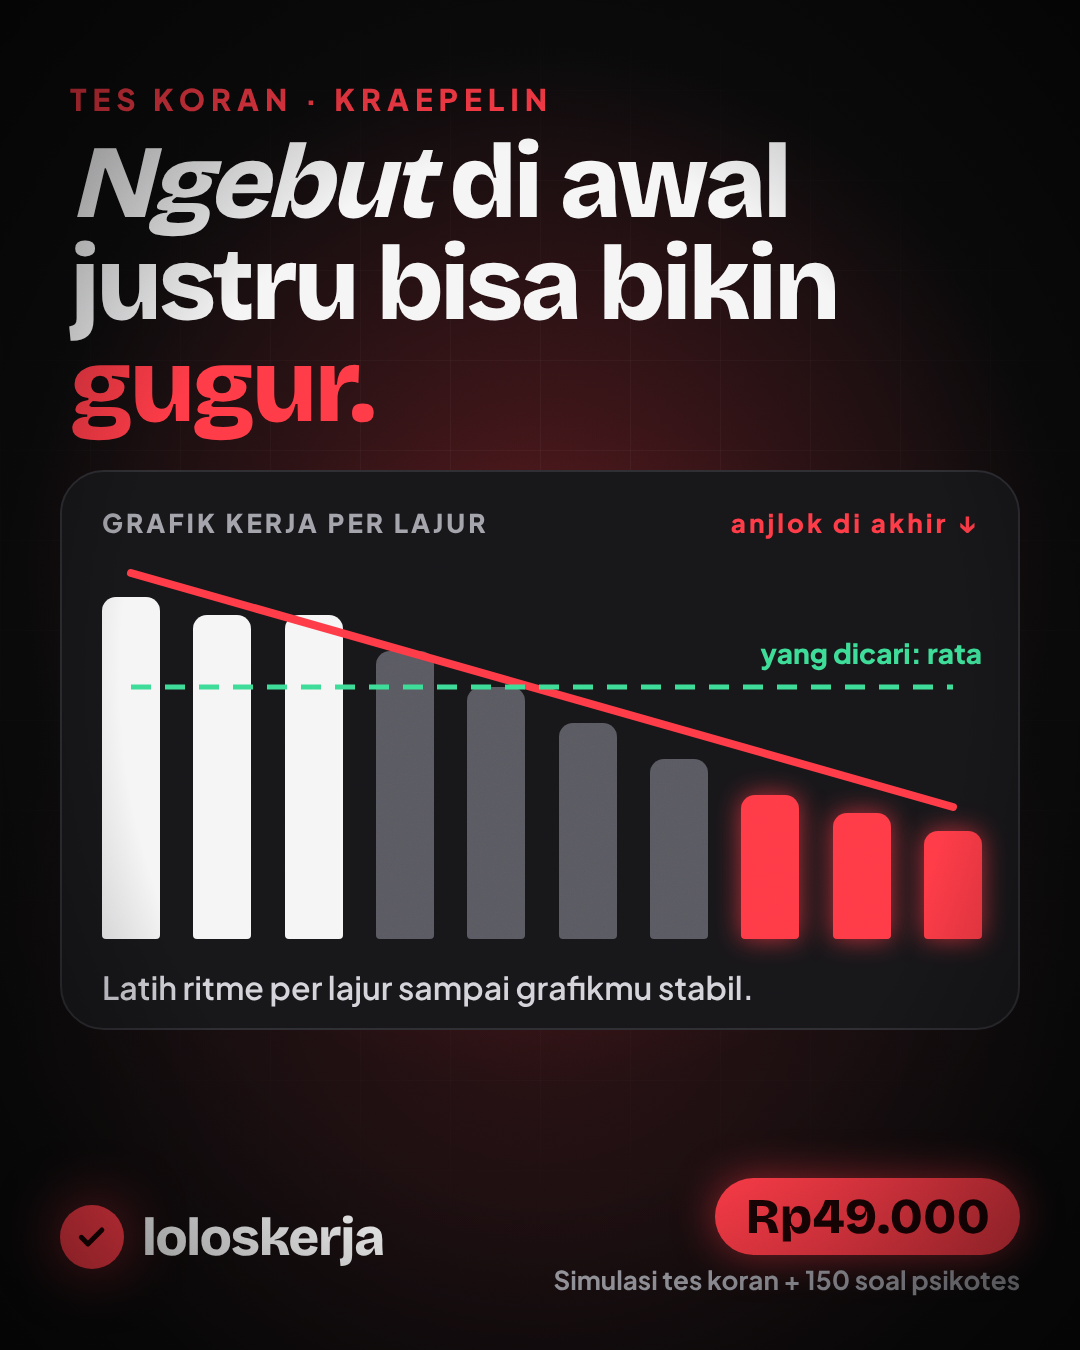 TES KORAN · KRAEPELIN
Ngebut di awal
justru bisa bikin
gugur.
GRAFIK KERJA PER LAJUR
anjlok di akhir ↓
yang dicari: rata
Latih ritme per lajur sampai grafikmu stabil.
loloskerja
Rp49.000
Simulasi tes koran + 150 soal psikotes